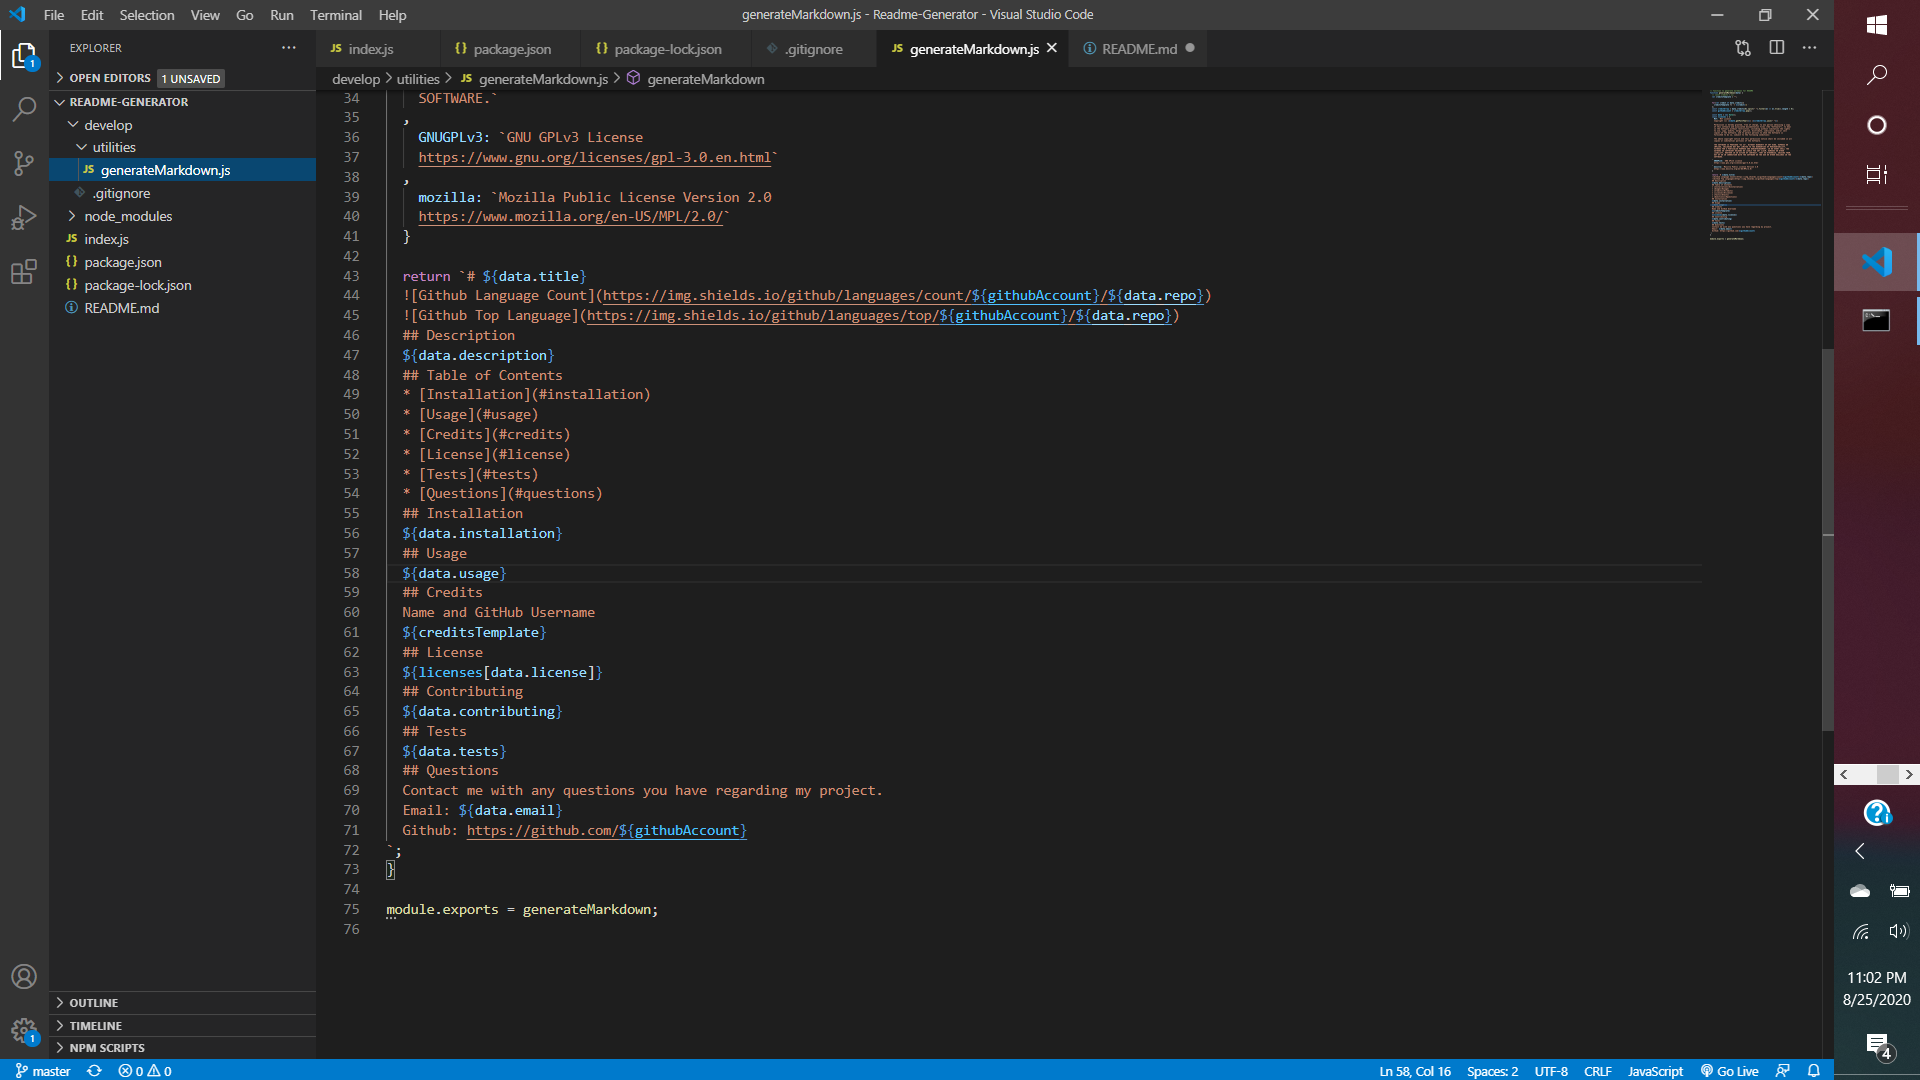 File Edit Selection View Go Run Terminal Help
generateMarkdown.js - Readme-Generator - Visual Studio Code
EXPLORER
OPEN EDITORS 1 UNSAVED
README-GENERATOR
develop
utilities
JS generateMarkdown.js
.gitignore
node_modules
JS index.js
{} package.json
{} package-lock.json
README.md
OUTLINE
TIMELINE
NPM SCRIPTS
JS index.js {} package.json {} package-lock.json .gitignore JS generateMarkdown.js README.md
develop > utilities > JS generateMarkdown.js > generateMarkdown
34 SOFTWARE.`
35 ,
36 GNUGPLv3: `GNU GPLv3 License
37 https://www.gnu.org/licenses/gpl-3.0.en.html`
38 ,
39 mozilla: `Mozilla Public License Version 2.0
40 https://www.mozilla.org/en-US/MPL/2.0/`
41 }
42
43 return `# ${data.title}
44 ![Github Language Count](https://img.shields.io/github/languages/count/${githubAccount}/${data.repo})
45 ![Github Top Language](https://img.shields.io/github/languages/top/${githubAccount}/${data.repo})
46 ## Description
47 ${data.description}
48 ## Table of Contents
49 * [Installation](#installation)
50 * [Usage](#usage)
51 * [Credits](#credits)
52 * [License](#license)
53 * [Tests](#tests)
54 * [Questions](#questions)
55 ## Installation
56 ${data.installation}
57 ## Usage
58 ${data.usage}
59 ## Credits
60 Name and GitHub Username
61 ${creditsTemplate}
62 ## License
63 ${licenses[data.license]}
64 ## Contributing
65 ${data.contributing}
66 ## Tests
67 ${data.tests}
68 ## Questions
69 Contact me with any questions you have regarding my project.
70 Email: ${data.email}
71 Github: https://github.com/${githubAccount}
72 `;
73 }
74
75 module.exports = generateMarkdown;
76
1
1
master 0 0
Ln 58, Col 16 Spaces: 2 UTF-8 CRLF JavaScript Go Live
11:02 PM
8/25/2020
4